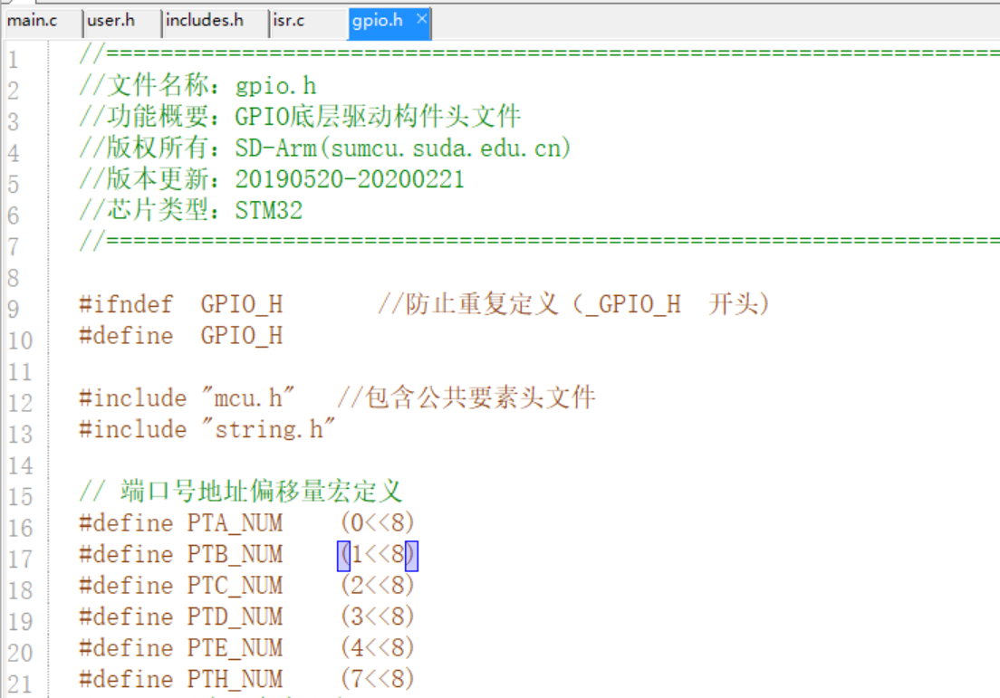 main.c user.h includes.h isr.c gpio.h ×
1 //==================================================================
2 //文件名称：gpio.h
3 //功能概要：GPIO底层驱动构件头文件
4 //版权所有：SD-Arm(sumcu.suda.edu.cn)
5 //版本更新：20190520-20200221
6 //芯片类型：STM32
7 //==================================================================
8
9 #ifndef  GPIO_H       //防止重复定义（_GPIO_H  开头)
10 #define  GPIO_H
11
12 #include "mcu.h"   //包含公共要素头文件
13 #include "string.h"
14
15 // 端口号地址偏移量宏定义
16 #define PTA_NUM    (0<<8)
17 #define PTB_NUM    (1<<8)
18 #define PTC_NUM    (2<<8)
19 #define PTD_NUM    (3<<8)
20 #define PTE_NUM    (4<<8)
21 #define PTH_NUM    (7<<8)